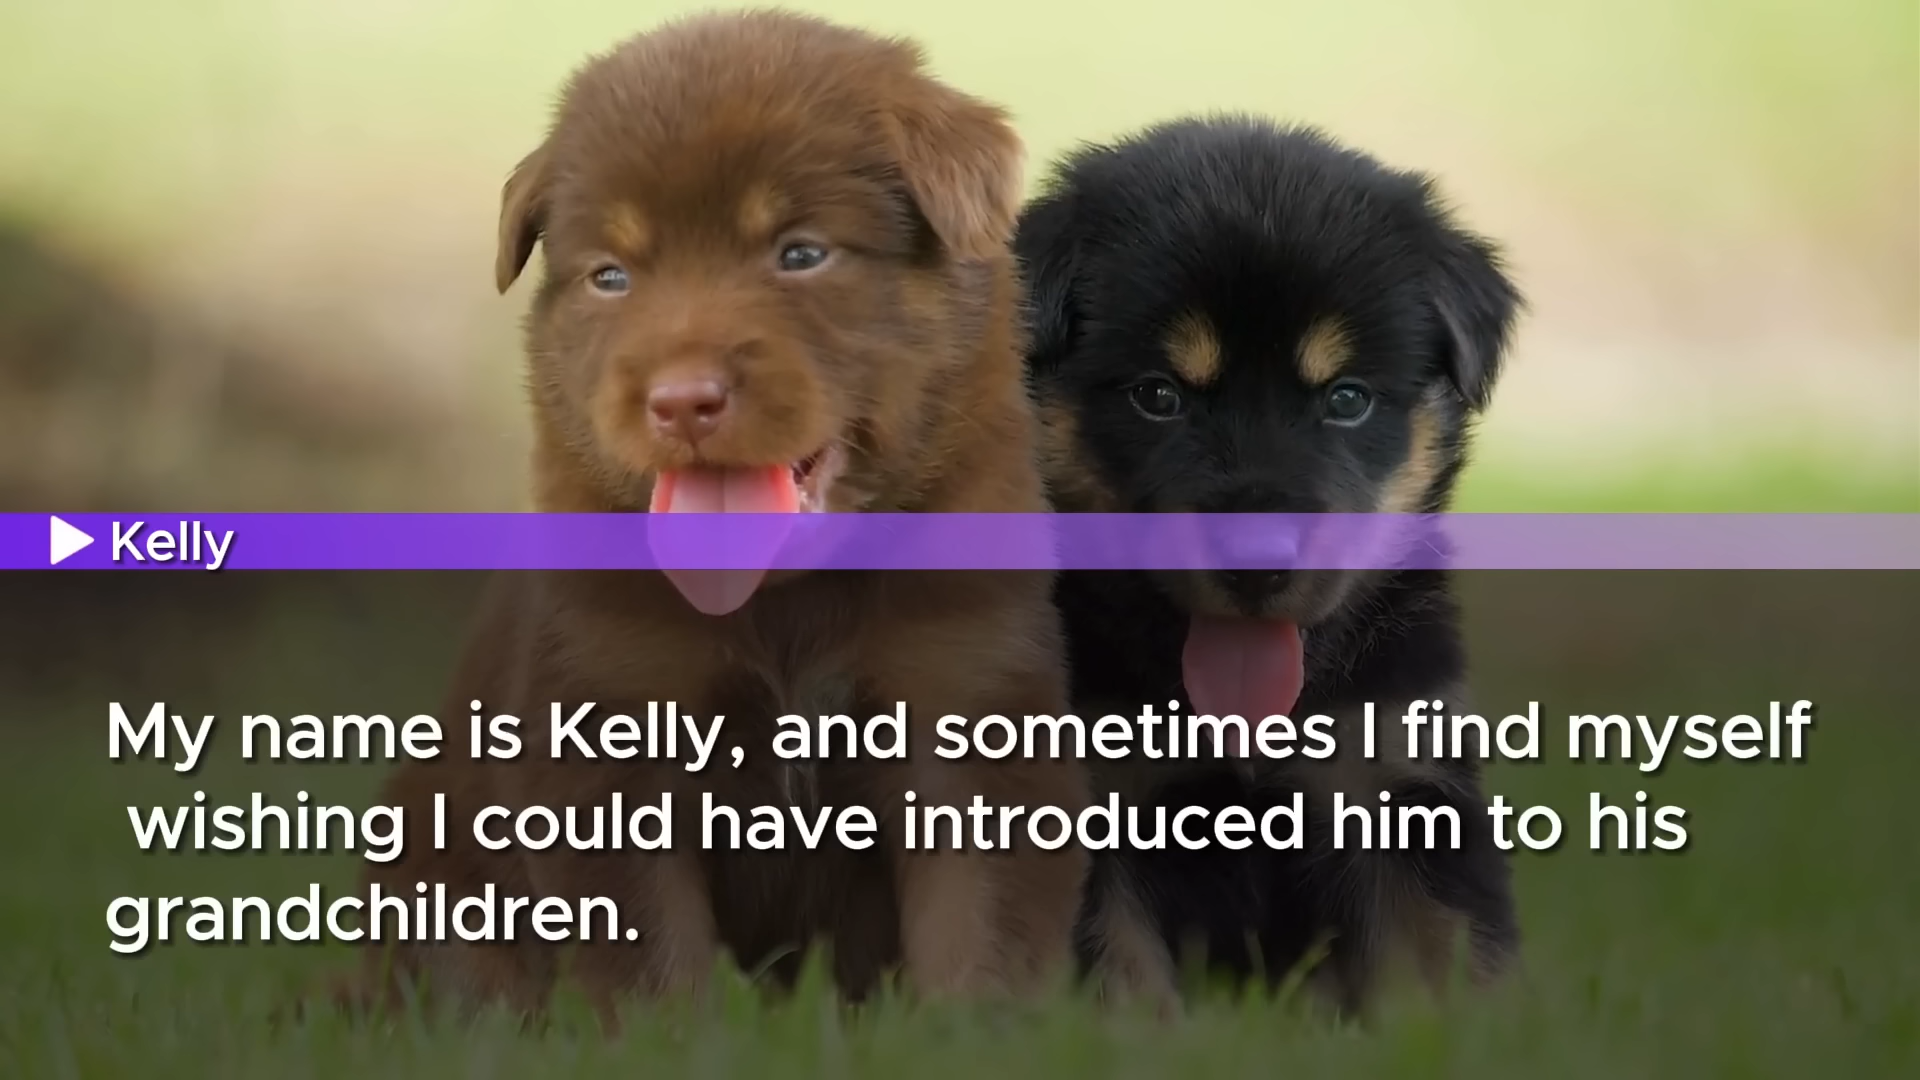 Kelly
My name is Kelly, and sometimes I find myself
wishing I could have introduced him to his
grandchildren.